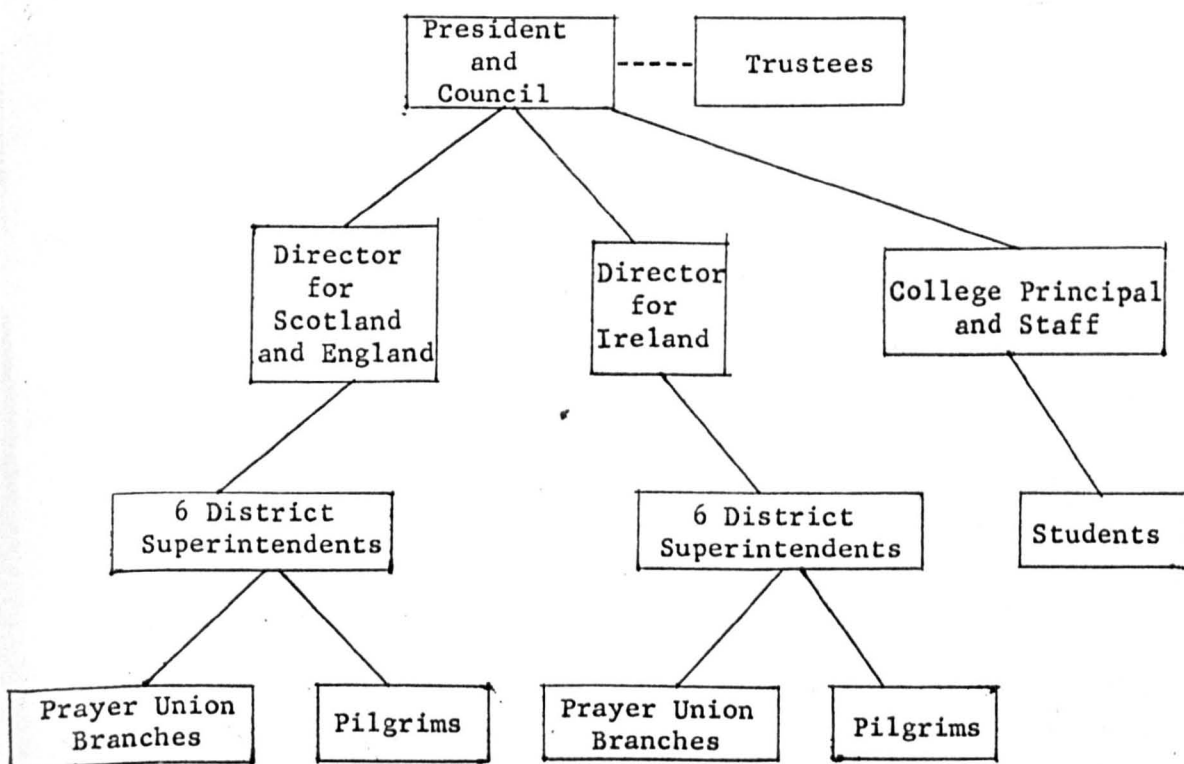 President
and
Council
Trustees
Director
for
Scotland
and England
Director
for
Ireland
College Principal
and Staff
6 District
Superintendents
6 District
Superintendents
Students
Prayer Union
Branches
Pilgrims
Prayer Union
Branches
Pilgrims